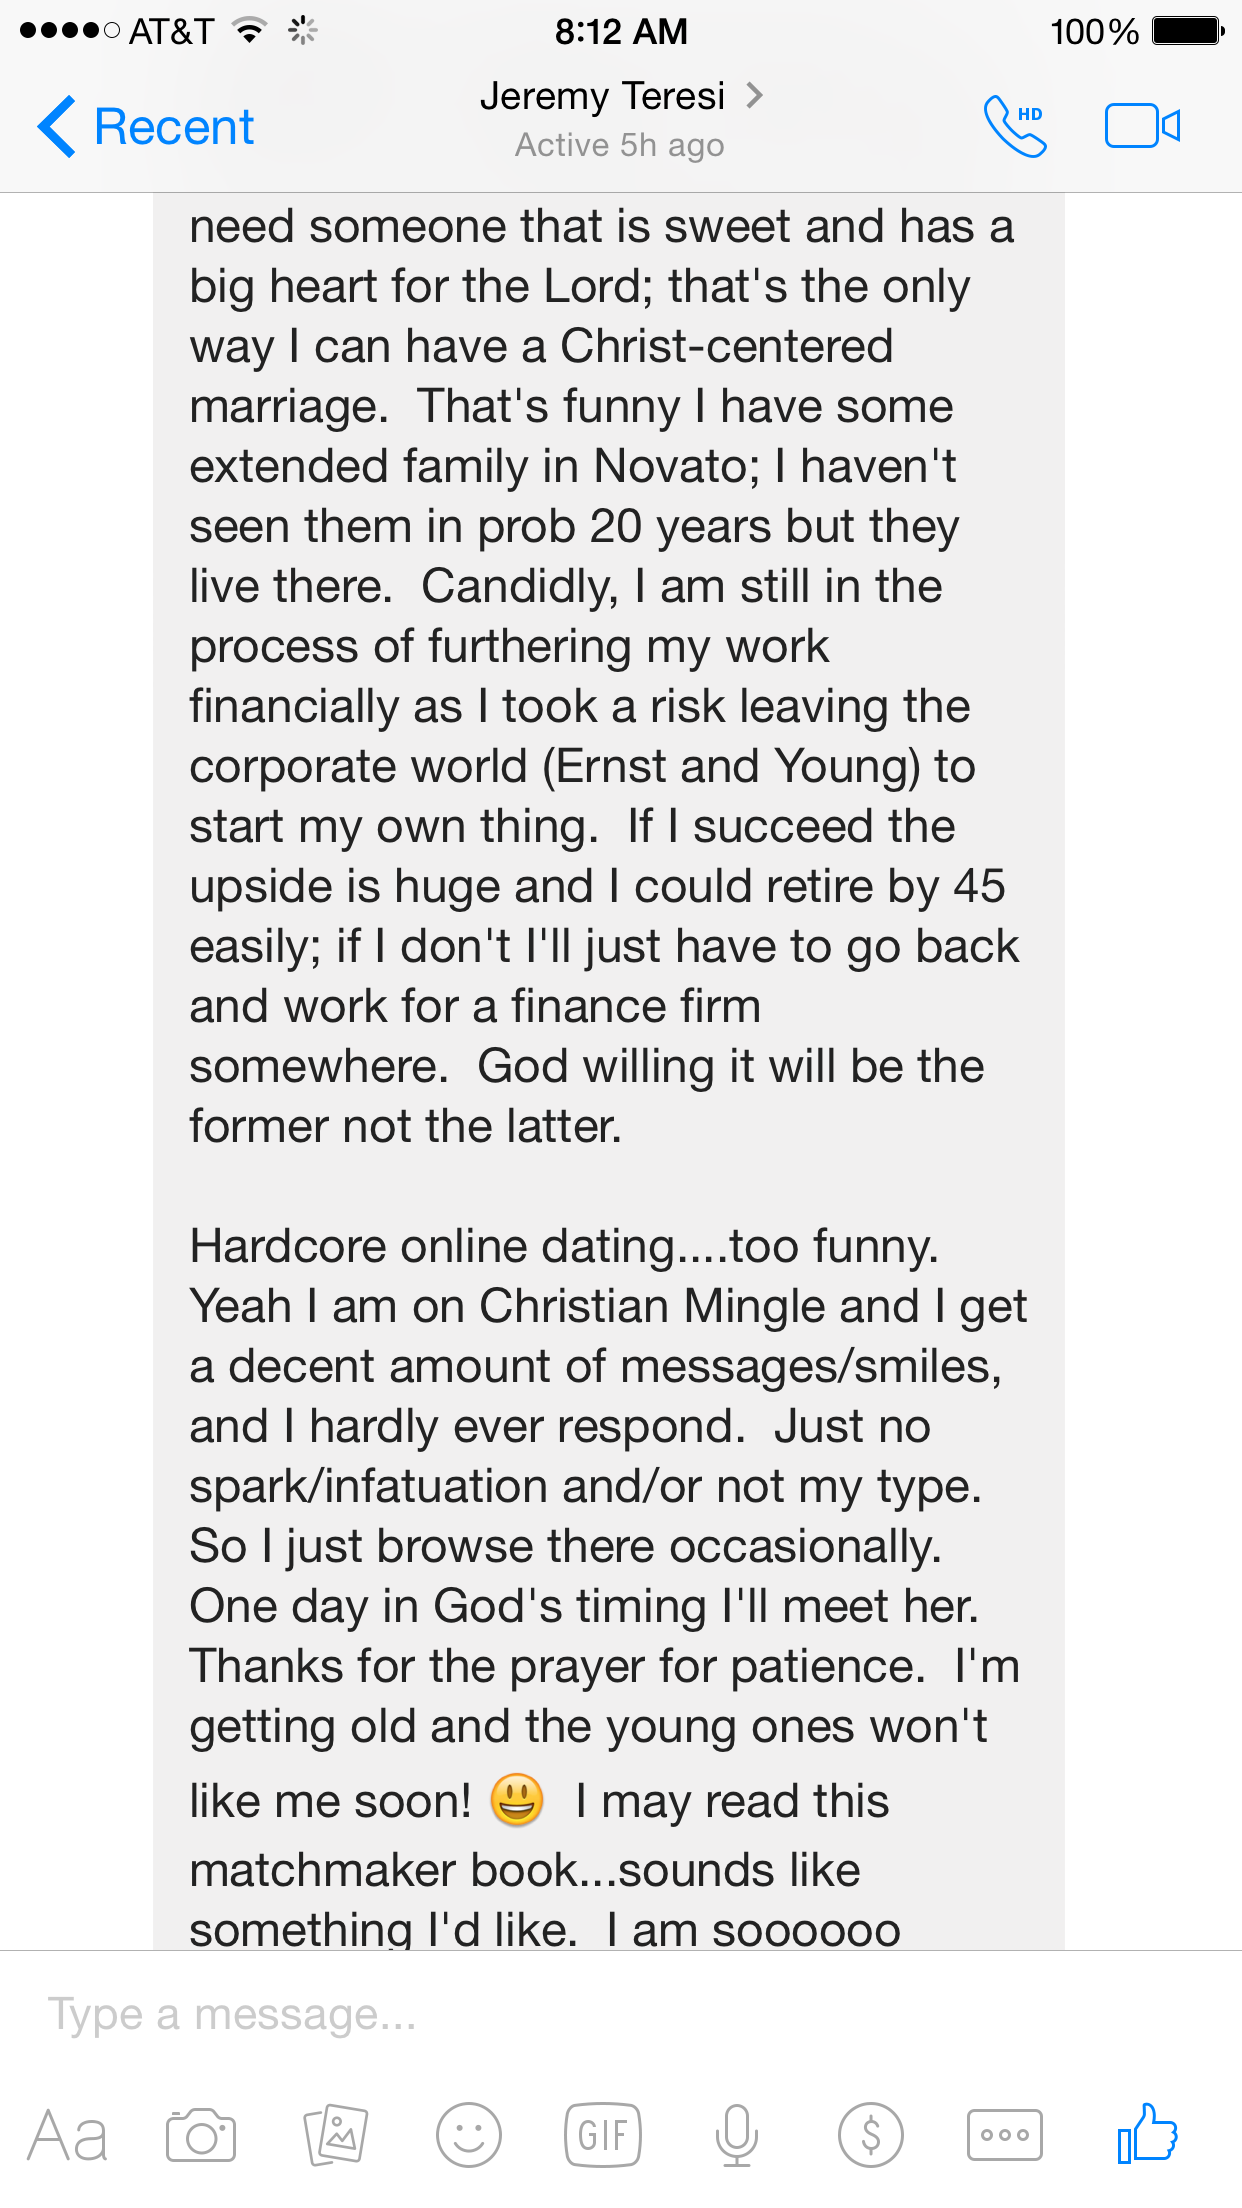 AT&T
8:12 AM
100%
Recent
Jeremy Teresi
Active 5h ago
HD
need someone that is sweet and has a
big heart for the Lord; that's the only
way I can have a Christ-centered
marriage.  That's funny I have some
extended family in Novato; I haven't
seen them in prob 20 years but they
live there.  Candidly, I am still in the
process of furthering my work
financially as I took a risk leaving the
corporate world (Ernst and Young) to
start my own thing.  If I succeed the
upside is huge and I could retire by 45
easily; if I don't I'll just have to go back
and work for a finance firm
somewhere.  God willing it will be the
former not the latter.
Hardcore online dating....too funny.
Yeah I am on Christian Mingle and I get
a decent amount of messages/smiles,
and I hardly ever respond.  Just no
spark/infatuation and/or not my type.
So I just browse there occasionally.
One day in God's timing I'll meet her.
Thanks for the prayer for patience.  I'm
getting old and the young ones won't
like me soon! 😃  I may read this
matchmaker book...sounds like
something I'd like.  I am soooooo
Type a message...
Aa
GIF
$